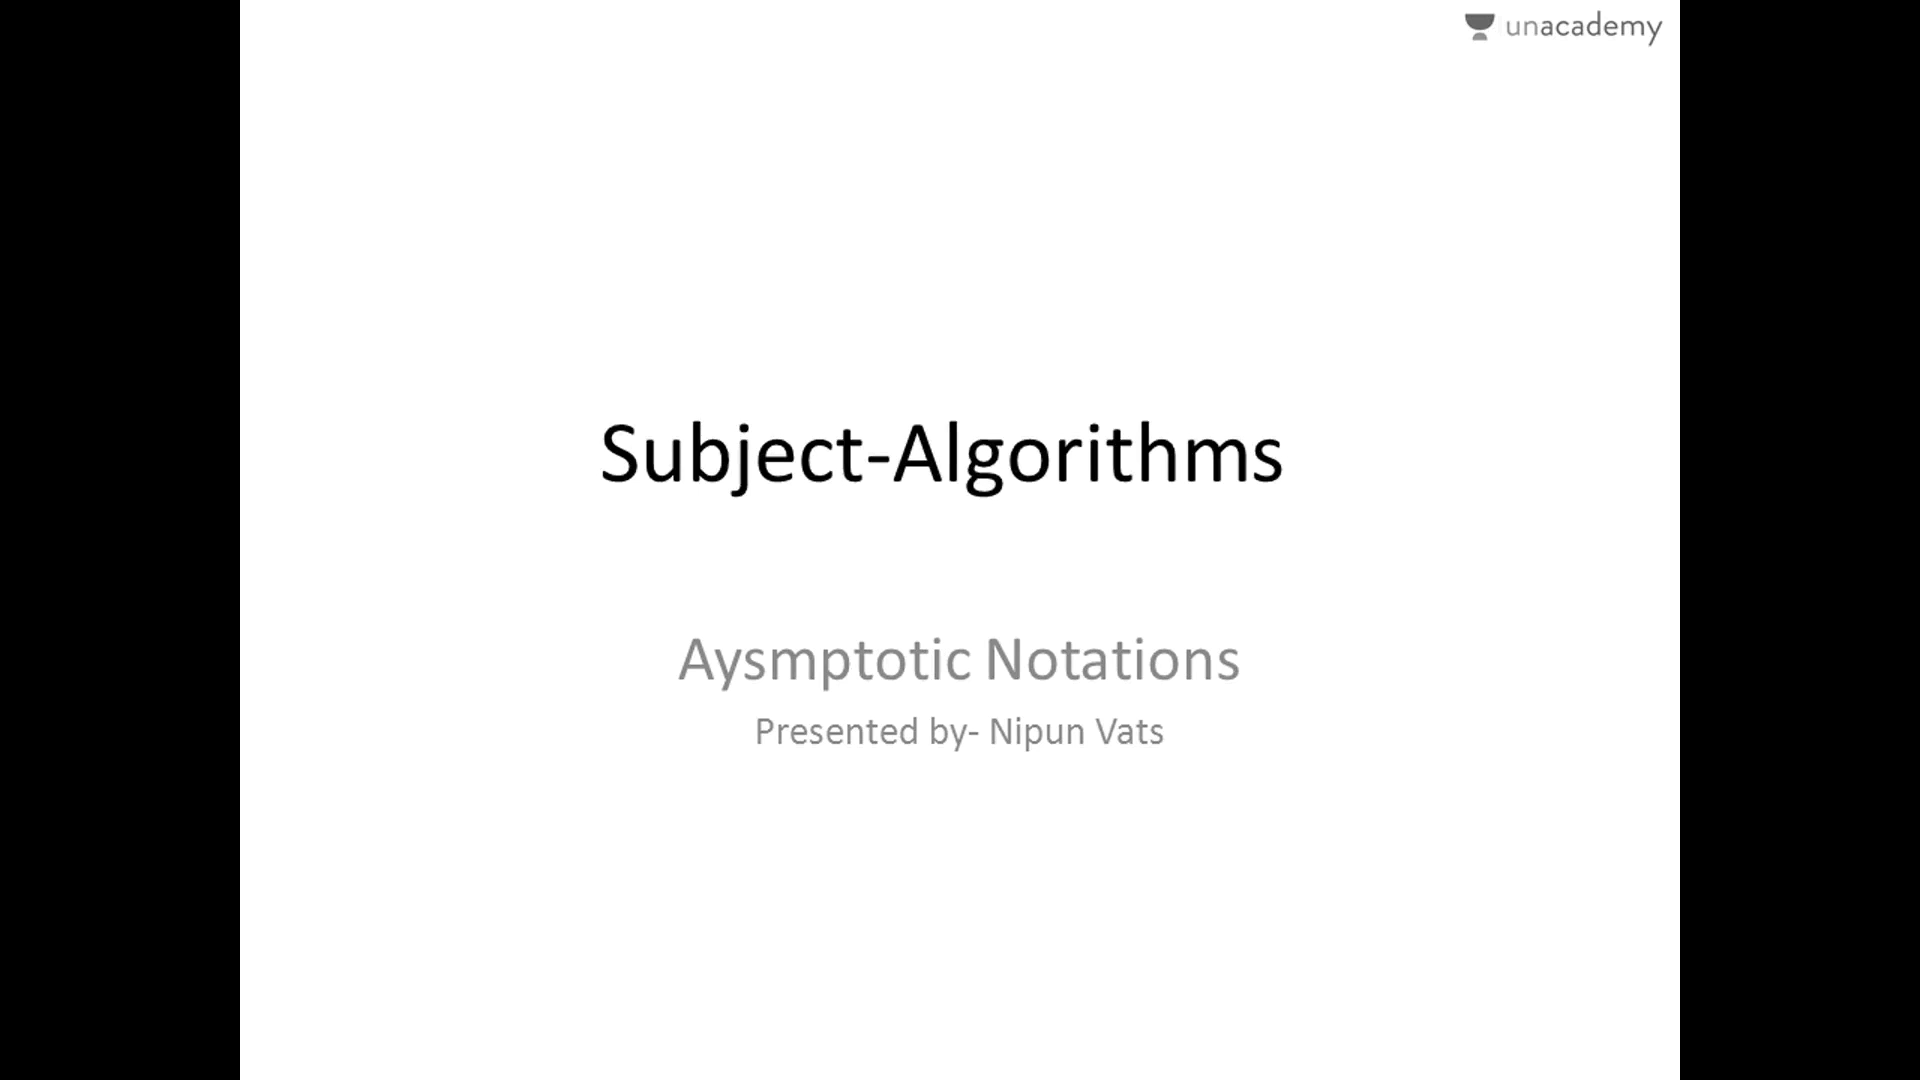 unacademy
Subject-Algorithms
Aysmptotic Notations
Presented by- Nipun Vats